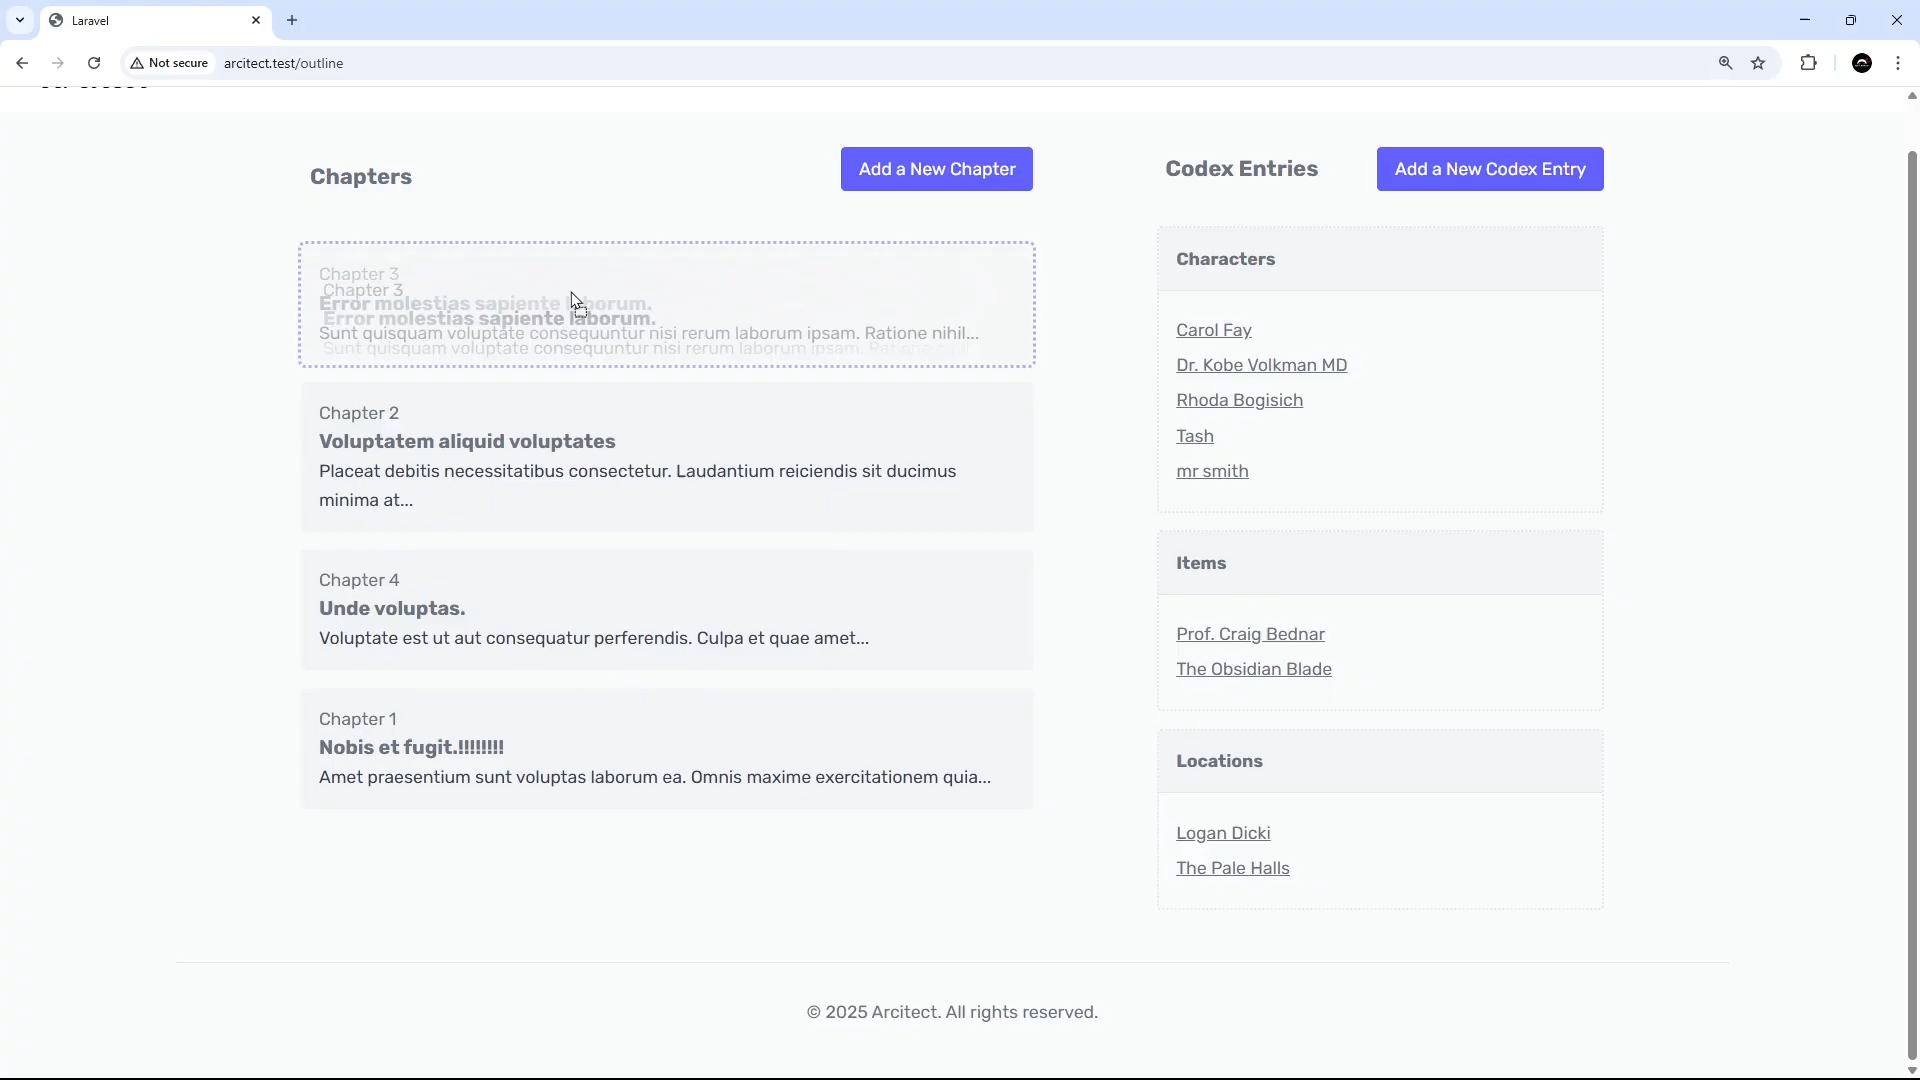 Laravel
Not secure
arcitect.test/outline
Chapters
Add a New Chapter
Chapter 3
Error molestias sapiente laborum.
Sunt quisquam voluptate consequuntur nisi rerum laborum ipsam. Ratione nihil...
Chapter 3
Error molestias sapiente laborum.
Sunt quisquam voluptate consequuntur nisi rerum laborum ipsam.
Chapter 2
Voluptatem aliquid voluptates
Placeat debitis necessitatibus consectetur. Laudantium reiciendis sit ducimus
minima at...
Chapter 4
Unde voluptas.
Voluptate est ut aut consequatur perferendis. Culpa et quae amet...
Chapter 1
Nobis et fugit.!!!!!!!!
Amet praesentium sunt voluptas laborum ea. Omnis maxime exercitationem quia...
Codex Entries
Add a New Codex Entry
Characters
Carol Fay
Dr. Kobe Volkman MD
Rhoda Bogisich
Tash
mr smith
Items
Prof. Craig Bednar
The Obsidian Blade
Locations
Logan Dicki
The Pale Halls
© 2025 Arcitect. All rights reserved.